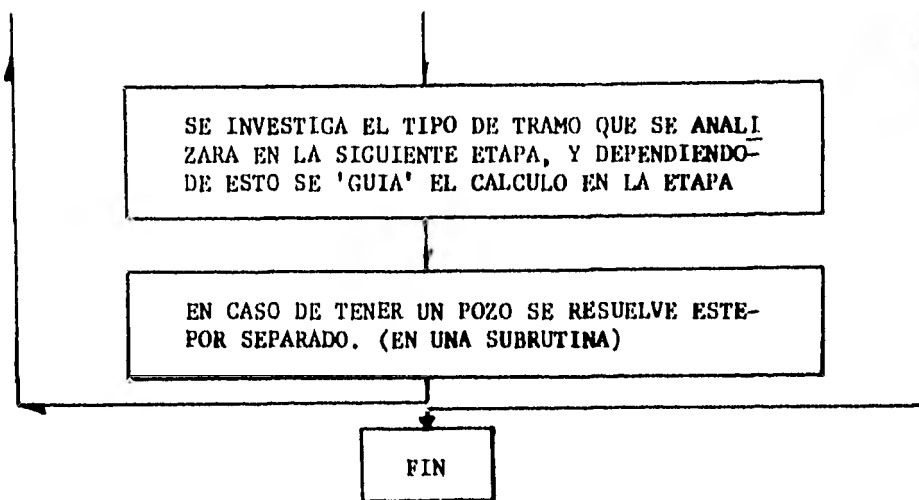 SE INVESTIGA EL TIPO DE TRAMO QUE SE ANALI
ZARA EN LA SIGUIENTE ETAPA, Y DEPENDIENDO-
DE ESTO SE 'GUIA' EL CALCULO EN LA ETAPA
EN CASO DE TENER UN POZO SE RESUELVE ESTE-
POR SEPARADO. (EN UNA SUBRUTINA)
FIN